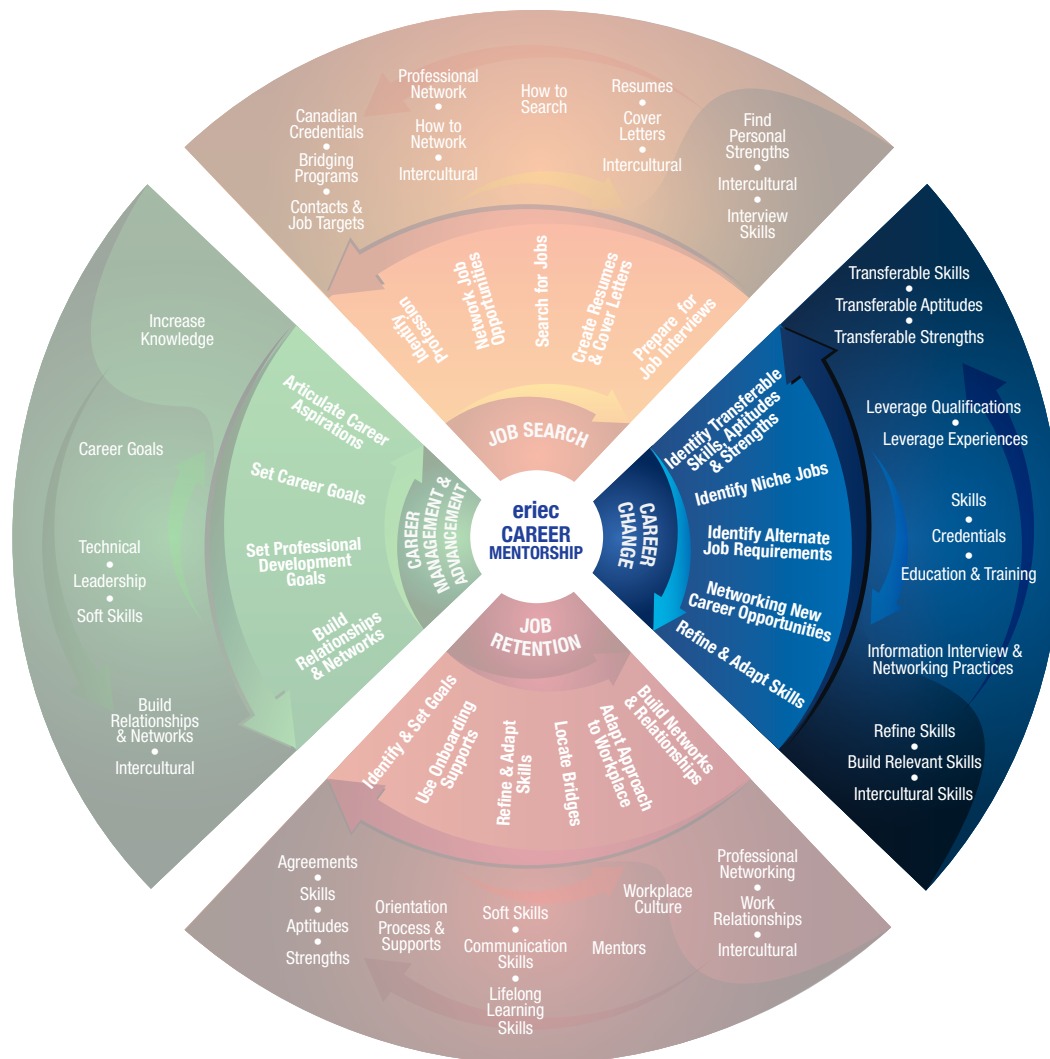 Canadian
Credentials
Bridging
Programs
Contacts &
Job Targets
Professional
Network
How to
Network
Intercultural
How to
Search
Resumes
Cover
Letters
Intercultural
Find
Personal
Strengths
Intercultural
Interview
Skills
Identify
Profession
Network Job
Opportunities
Search for Jobs
Create Resumes
& Cover Letters
Prepare for
Job Interviews
JOB SEARCH
Transferable Skills
Transferable Aptitudes
Transferable Strengths
Leverage Qualifications
Leverage Experiences
Skills
Credentials
Education & Training
Information Interview &
Networking Practices
Refine Skills
Build Relevant Skills
Intercultural Skills
Identify Transferable
Skills, Aptitudes
& Strengths
Identify Niche Jobs
Identify Alternate
Job Requirements
Networking New
Career Opportunities
Refine & Adapt Skills
CAREER
CHANGE
eriec
CAREER
MENTORSHIP
Increase
Knowledge
Career Goals
Technical
Leadership
Soft Skills
Build
Relationships
& Networks
Intercultural
Articulate Career
Aspirations
Set Career Goals
Set Professional
Development
Goals
Build
Relationships
& Networks
CAREER
MANAGEMENT &
ADVANCEMENT
JOB
RETENTION
Identify & Set Goals
Use Onboarding
Supports
Refine & Adapt
Skills
Locate Bridges
Adapt Approach
to Workplace
Build Networks
& Relationships
Agreements
Skills
Aptitudes
Strengths
Orientation
Process &
Supports
Soft Skills
Communication
Skills
Lifelong
Learning
Skills
Mentors
Workplace
Culture
Professional
Networking
Work
Relationships
Intercultural